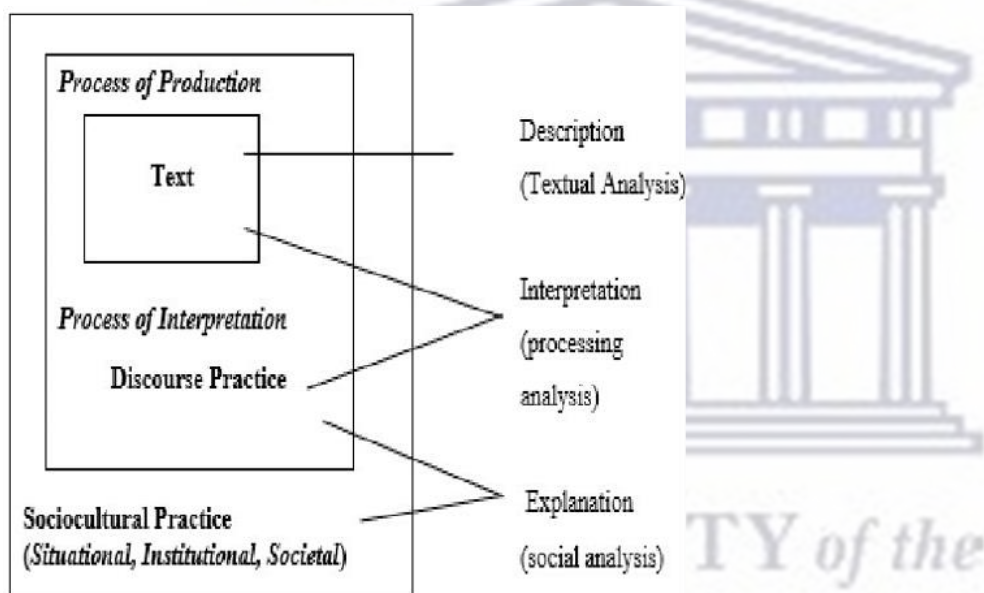 Process of Production
Text
Description
(Textual Analysis)
Process of Interpretation
Discourse Practice
Interpretation
(processing
analysis)
Sociocultural Practice
(Situational, Institutional, Societal)
Explanation
(social analysis)
TY of the